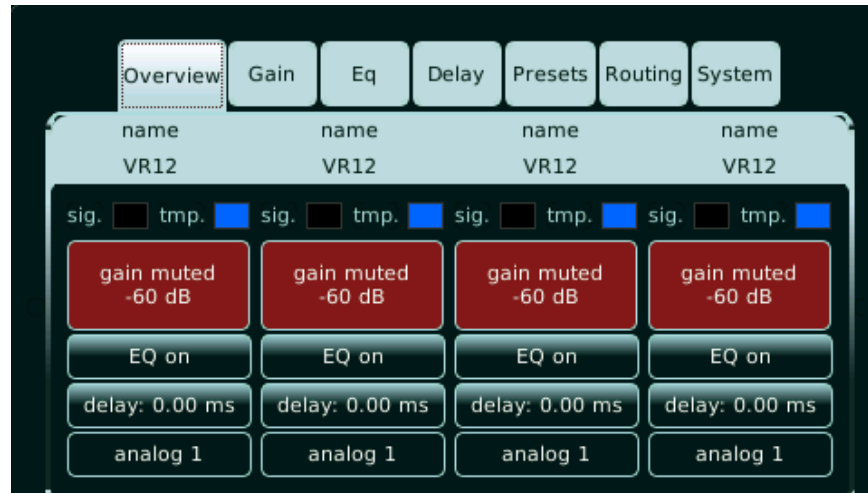 Overview Gain Eq Delay Presets Routing System
name name name name
VR12 VR12 VR12 VR12
sig. tmp. sig. tmp. sig. tmp. sig. tmp.
gain muted gain muted gain muted gain muted
-60 dB -60 dB -60 dB -60 dB
EQ on EQ on EQ on EQ on
delay: 0.00 ms delay: 0.00 ms delay: 0.00 ms delay: 0.00 ms
analog 1 analog 1 analog 1 analog 1